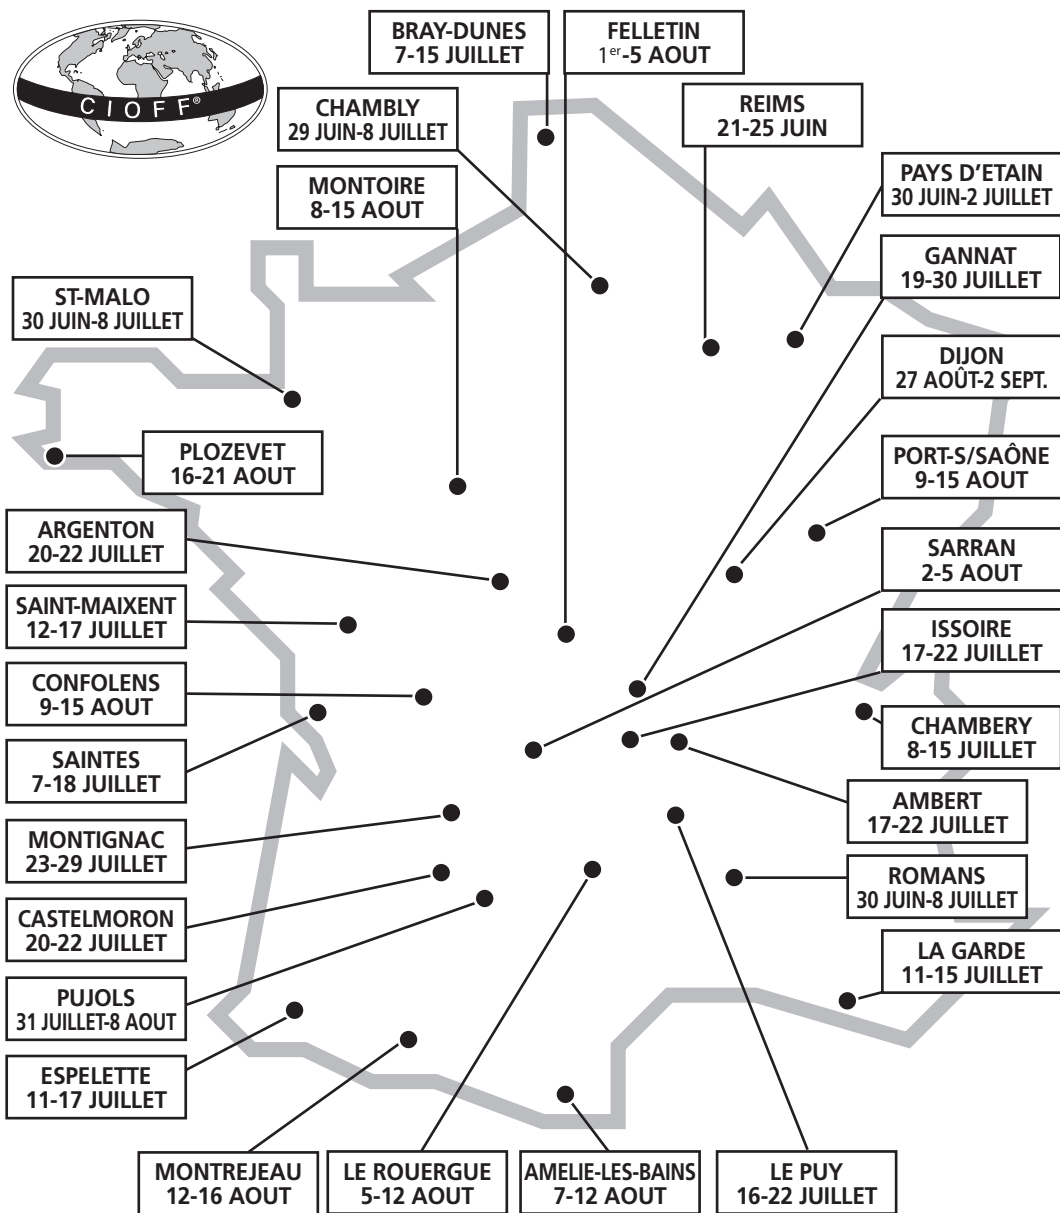 CIOFF®
BRAY-DUNES
7-15 JUILLET
FELLETIN
1er-5 AOUT
CHAMBLY
29 JUIN-8 JUILLET
REIMS
21-25 JUIN
MONTOIRE
8-15 AOUT
PAYS D'ETAIN
30 JUIN-2 JUILLET
GANNAT
19-30 JUILLET
ST-MALO
30 JUIN-8 JUILLET
DIJON
27 AOÛT-2 SEPT.
PLOZEVET
16-21 AOUT
PORT-S/SAÔNE
9-15 AOUT
ARGENTON
20-22 JUILLET
SARRAN
2-5 AOUT
SAINT-MAIXENT
12-17 JUILLET
ISSOIRE
17-22 JUILLET
CONFOLENS
9-15 AOUT
CHAMBERY
8-15 JUILLET
SAINTES
7-18 JUILLET
AMBERT
17-22 JUILLET
MONTIGNAC
23-29 JUILLET
ROMANS
30 JUIN-8 JUILLET
CASTELMORON
20-22 JUILLET
LA GARDE
11-15 JUILLET
PUJOLS
31 JUILLET-8 AOUT
ESPELETTE
11-17 JUILLET
MONTREJEAU
12-16 AOUT
LE ROUERGUE
5-12 AOUT
AMELIE-LES-BAINS
7-12 AOUT
LE PUY
16-22 JUILLET